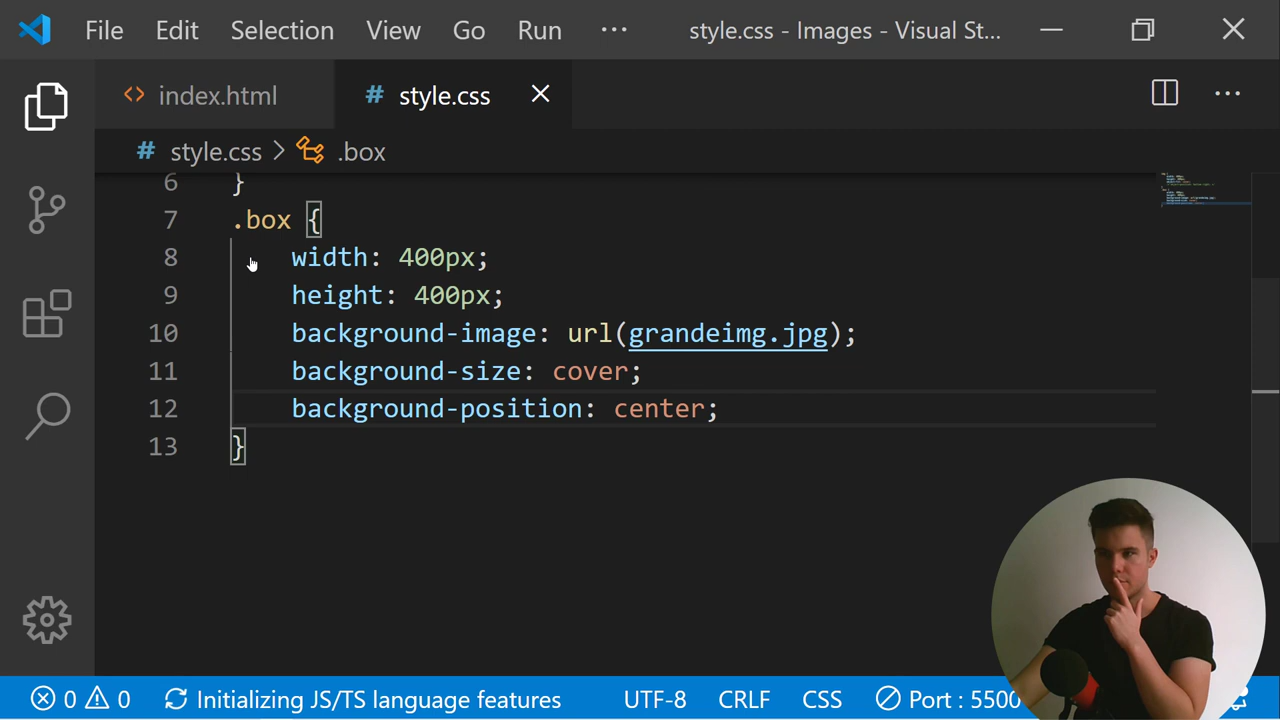 File Edit Selection View Go Run ··· style.css - Images - Visual St...
index.html # style.css
# style.css > .box
6 }
7 .box {
8 width: 400px;
9 height: 400px;
10 background-image: url(grandeimg.jpg);
11 background-size: cover;
12 background-position: center;
13 }
0 0 Initializing JS/TS language features UTF-8 CRLF CSS Port : 5500